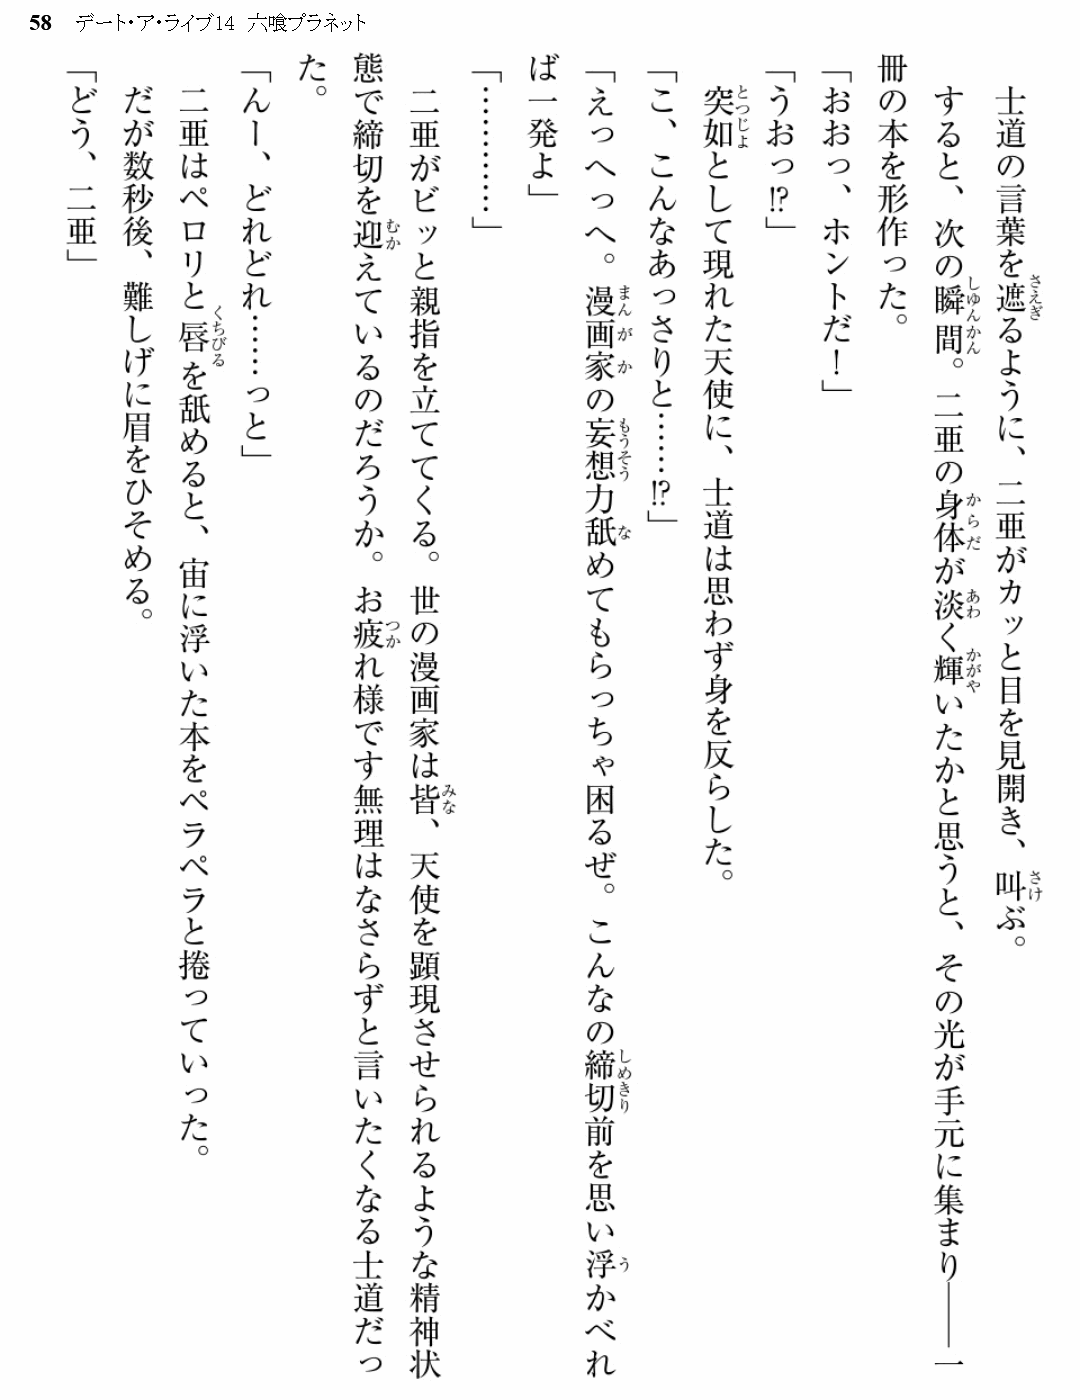 58　デート・ア・ライブ14　六喰プラネット
　士道の言葉を遮るように、二亜がカッと目を見開き、叫ぶ。
　すると、次の瞬間。二亜の身体が淡く輝いたかと思うと、その光が手元に集まり――一
冊の本を形作った。
「おおっ、ホントだ！」
「うおっ!?」
　突如として現れた天使に、士道は思わず身を反らした。
「こ、こんなあっさりと……!?」
「えっへっへ。漫画家の妄想力舐めてもらっちゃ困るぜ。こんなの締切前を思い浮かべれ
ば一発よ」
「…………」
　二亜がビッと親指を立ててくる。世の漫画家は皆、天使を顕現させられるような精神状
態で締切を迎えているのだろうか。お疲れ様です無理はなさらずと言いたくなる士道だっ
た。
「んー、どれどれ……っと」
　二亜はペロリと唇を舐めると、宙に浮いた本をペラペラと捲っていった。
　だが数秒後、難しげに眉をひそめる。
「どう、二亜」